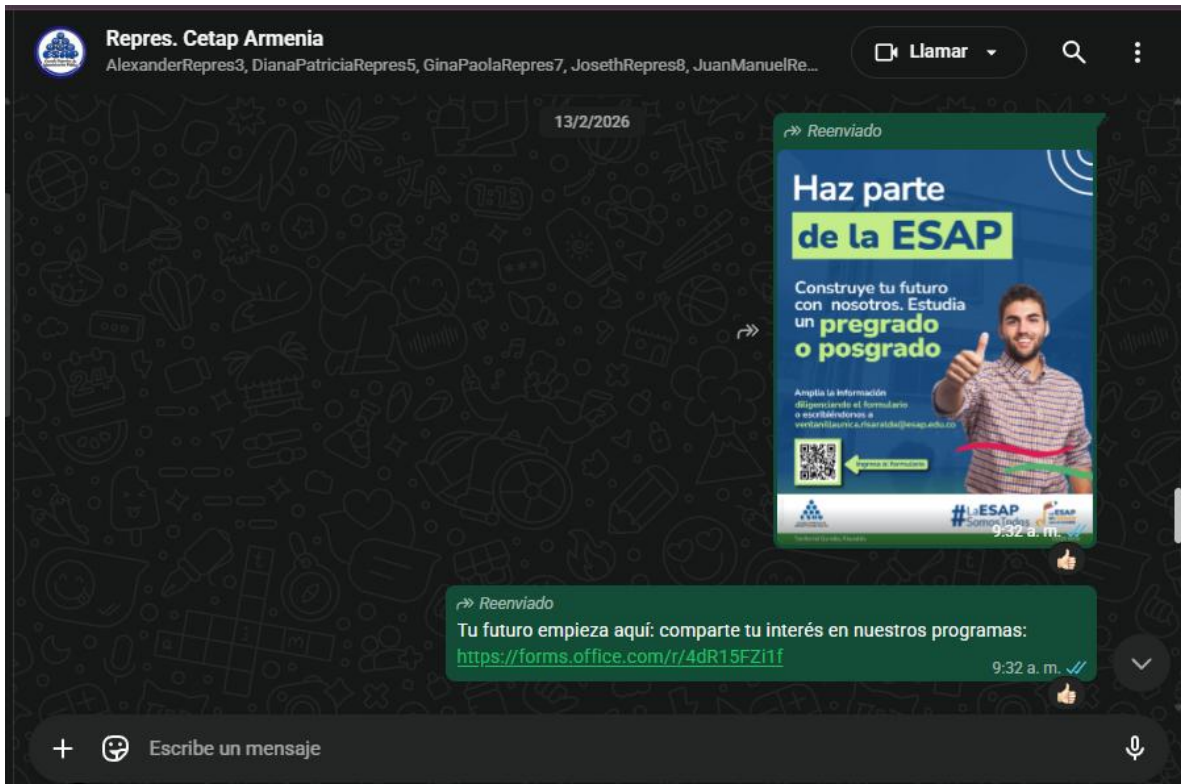 Repres. Cetap Armenia
AlexanderRepres3, DianaPatriciaRepres5, GinaPaolaRepres7, JosethRepres8, JuanManuelRe...
Llamar
13/2/2026
Reenviado
Haz parte
de la ESAP
Construye tu futuro
con nosotros. Estudia
un pregrado
o posgrado
Amplía la información
diligenciando el formulario
o escribiéndonos a
ventanillaunica.risaralda@esap.edu.co
Ingresa al formulario
#LaESAP
SomosTodos
ESAP
9:32 a. m.
Reenviado
Tu futuro empieza aquí: comparte tu interés en nuestros programas:
https://forms.office.com/r/4dR15FZi1f
9:32 a. m.
Escribe un mensaje